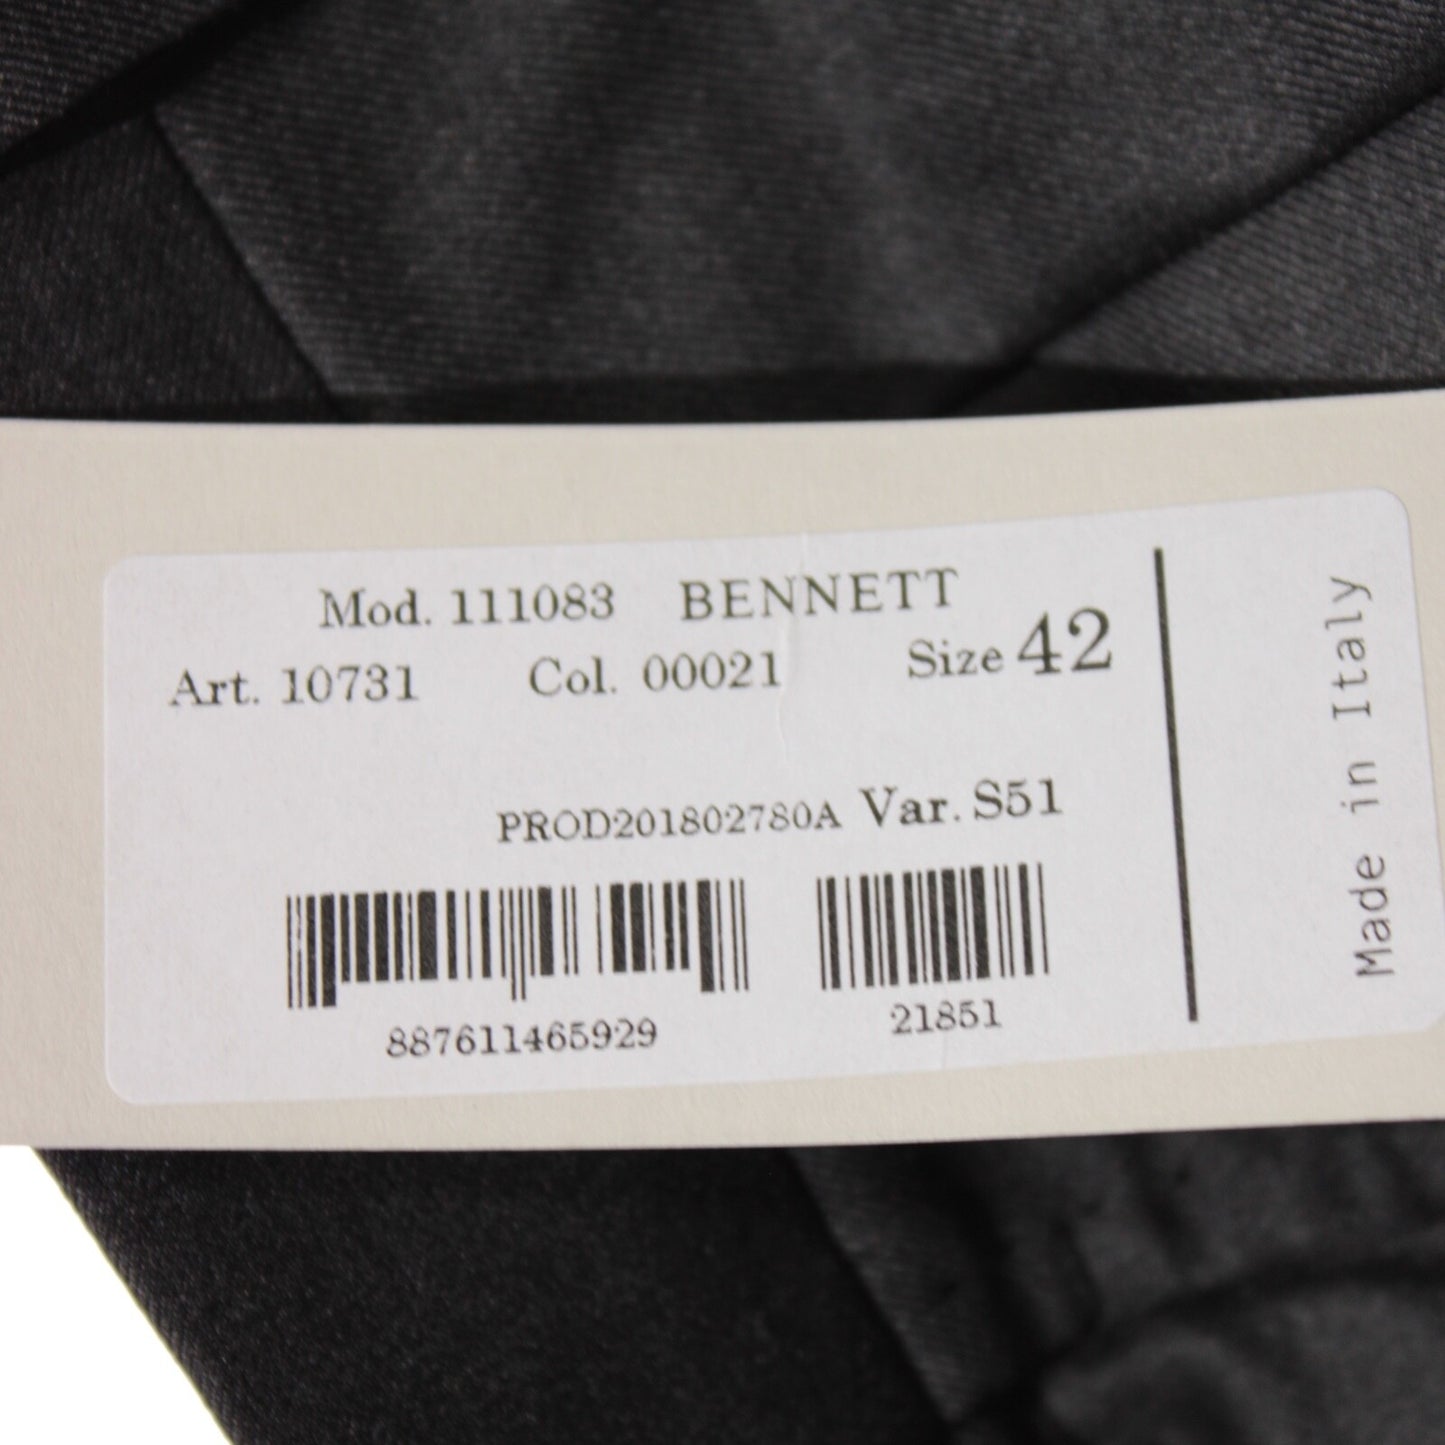 Mod. 111083 BENNETT
Art. 10731 Col. 00021 Size 42
PROD201802780A Var. S51
887611465929 21851
Made in Italy